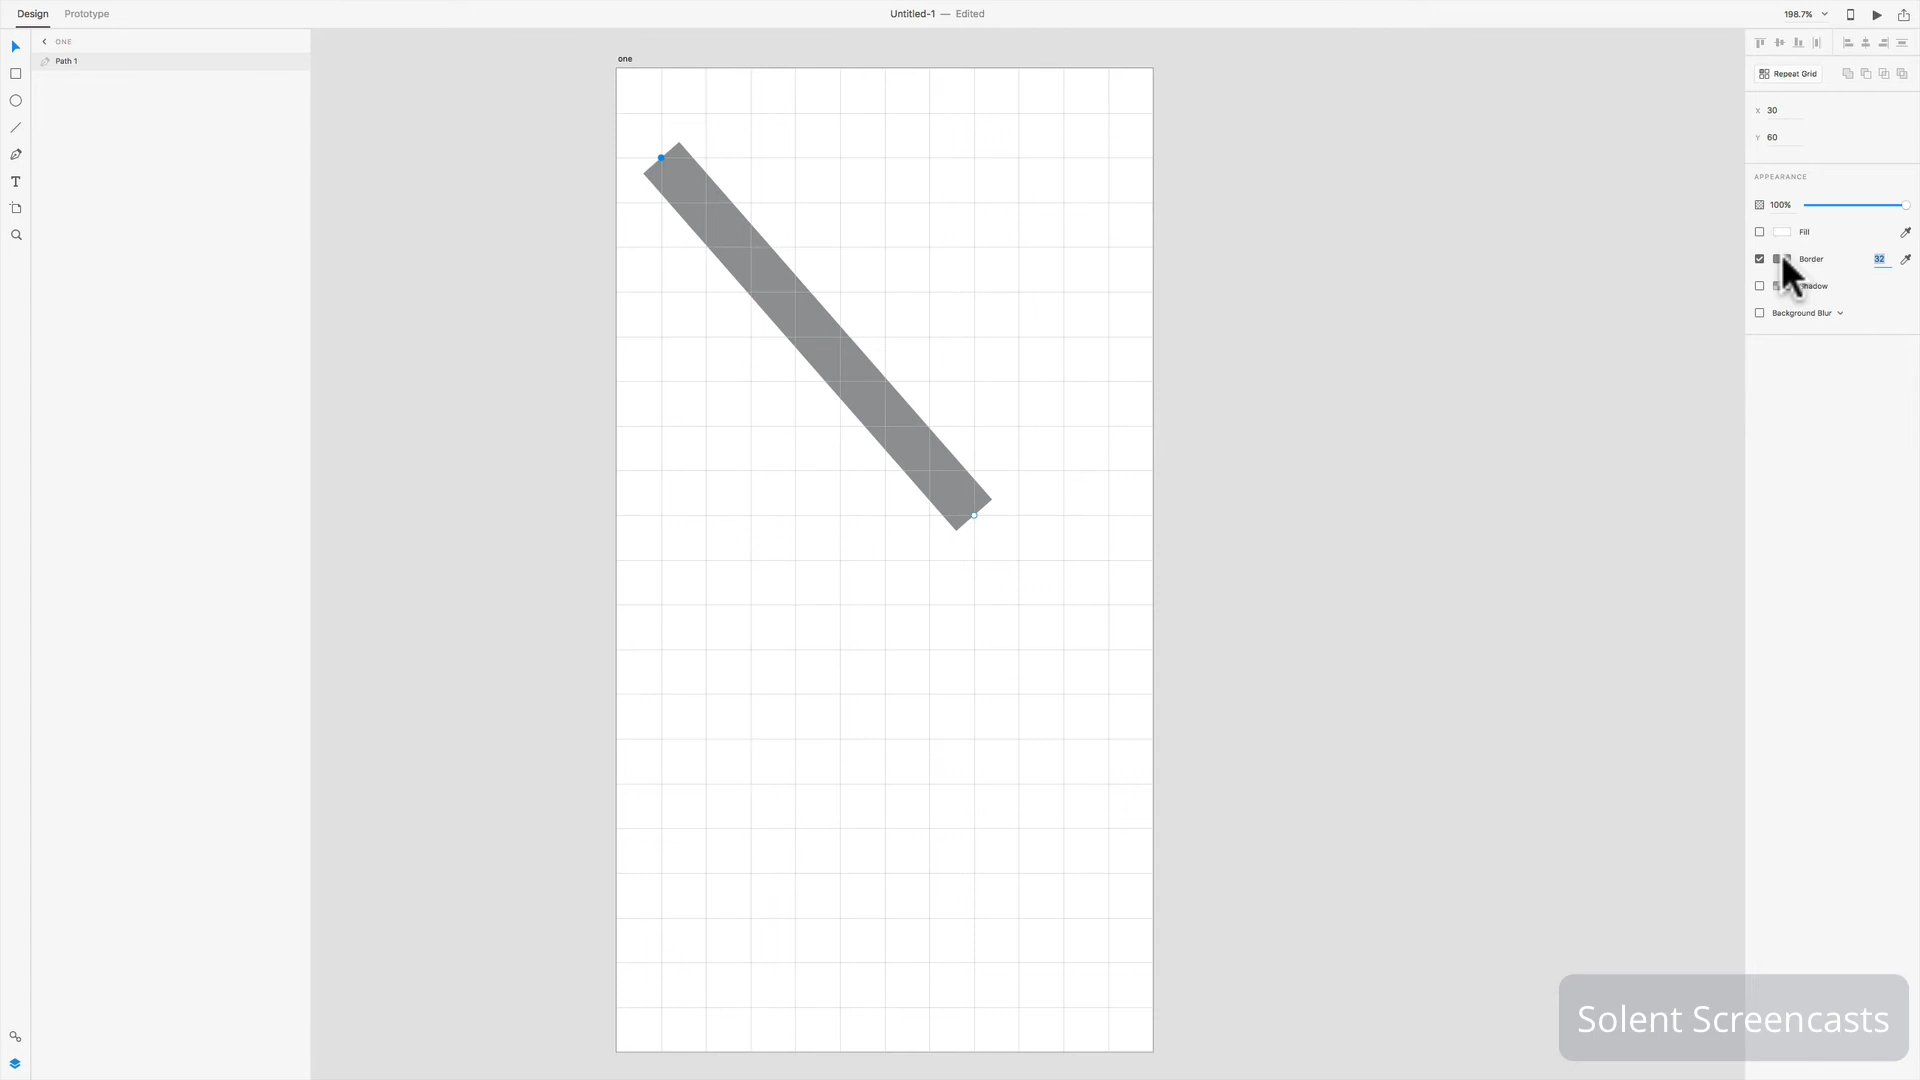 Design
Prototype
Untitled-1 — Edited
198.7%
ONE
Path 1
one
Repeat Grid
X 30
Y 60
APPEARANCE
100%
Fill
Border
32
Background Blur
Solent Screencasts